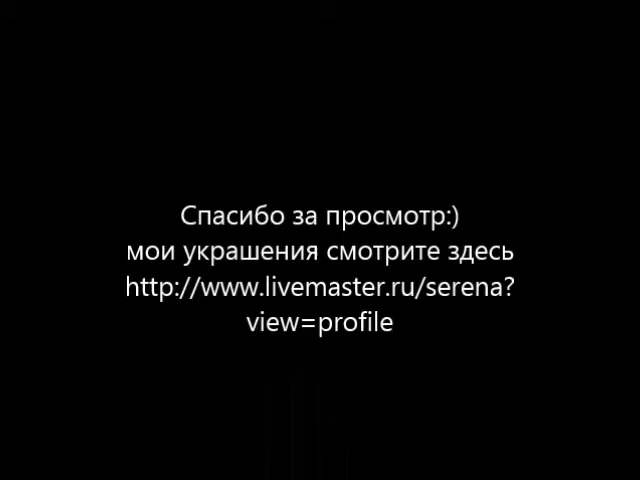 Спасибо за просмотр:)
мои украшения смотрите здесь
http://www.livemaster.ru/serena?
view=profile